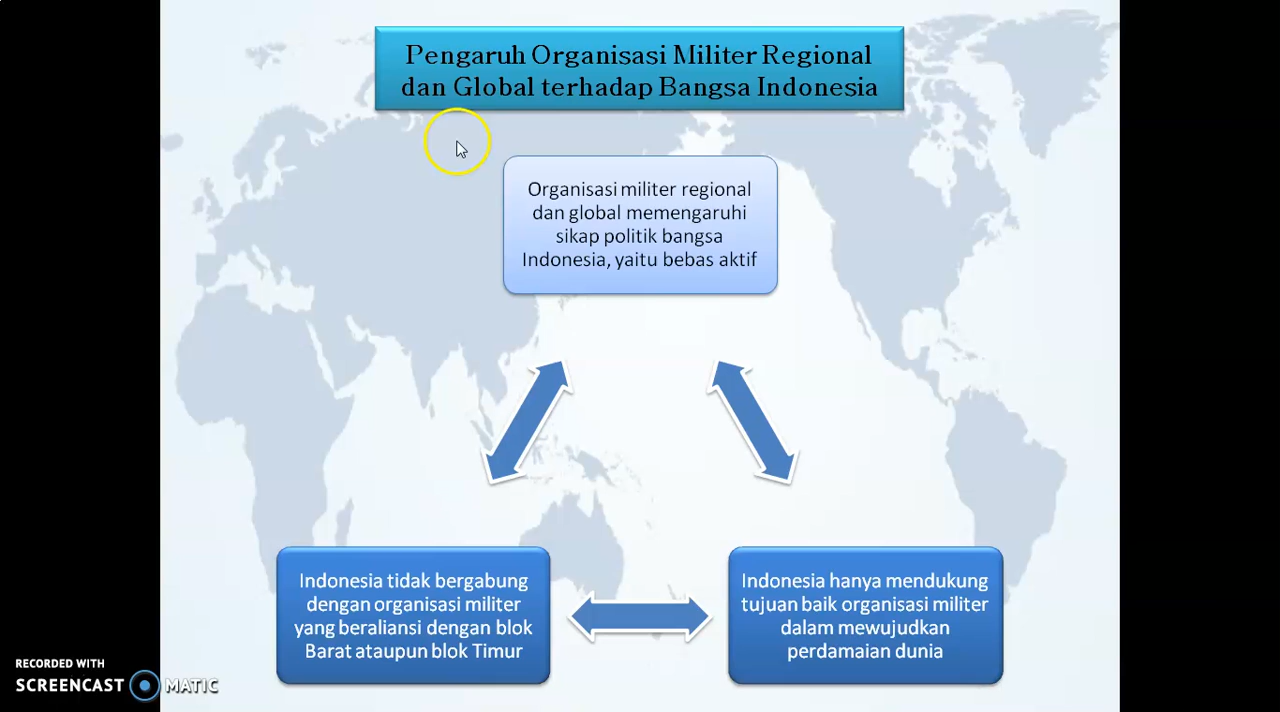 Pengaruh Organisasi Militer Regional
dan Global terhadap Bangsa Indonesia
Organisasi militer regional
dan global memengaruhi
sikap politik bangsa
Indonesia, yaitu bebas aktif
Indonesia tidak bergabung
dengan organisasi militer
yang beraliansi dengan blok
Barat ataupun blok Timur
Indonesia hanya mendukung
tujuan baik organisasi militer
dalam mewujudkan
perdamaian dunia
RECORDED WITH
SCREENCAST MATIC